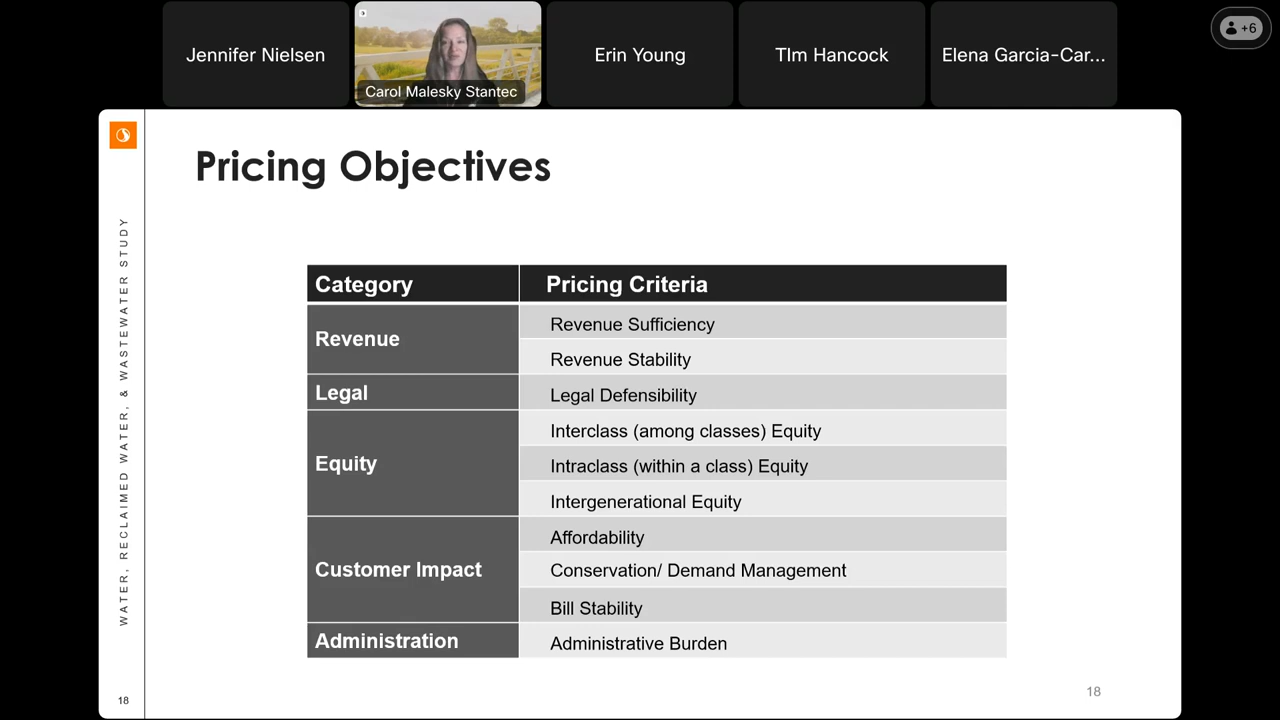 Jennifer Nielsen
Carol Malesky Stantec
Erin Young
TIm Hancock
Elena Garcia-Car...
+6
Pricing Objectives
WATER, RECLAIMED WATER, & WASTEWATER STUDY
Category Pricing Criteria
Revenue
Revenue Sufficiency
Revenue Stability
Legal
Legal Defensibility
Equity
Interclass (among classes) Equity
Intraclass (within a class) Equity
Intergenerational Equity
Customer Impact
Affordability
Conservation/ Demand Management
Bill Stability
Administration
Administrative Burden
18
18